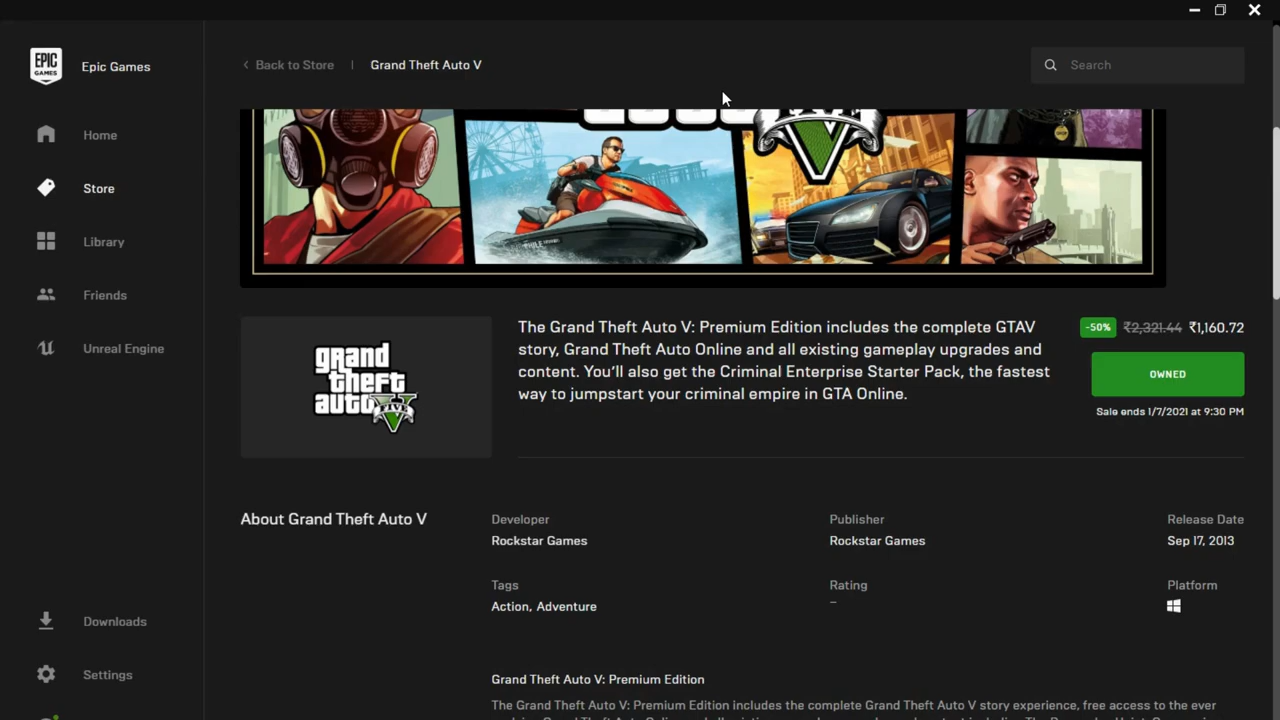 EPIC
GAMES
Epic Games
Home
Store
Library
Friends
Unreal Engine
Downloads
Settings
Back to Store
Grand Theft Auto V
Search
V
The Grand Theft Auto V: Premium Edition includes the complete GTAV
story, Grand Theft Auto Online and all existing gameplay upgrades and
content. You'll also get the Criminal Enterprise Starter Pack, the fastest
way to jumpstart your criminal empire in GTA Online.
-50% ₹2,321.44 ₹1,160.72
OWNED
Sale ends 1/7/2021 at 9:30 PM
grand
theft
auto V
FIVE
About Grand Theft Auto V
Developer
Rockstar Games
Publisher
Rockstar Games
Release Date
Sep 17, 2013
Tags
Action, Adventure
Rating
–
Platform
Grand Theft Auto V: Premium Edition
The Grand Theft Auto V: Premium Edition includes the complete Grand Theft Auto V story experience, free access to the ever